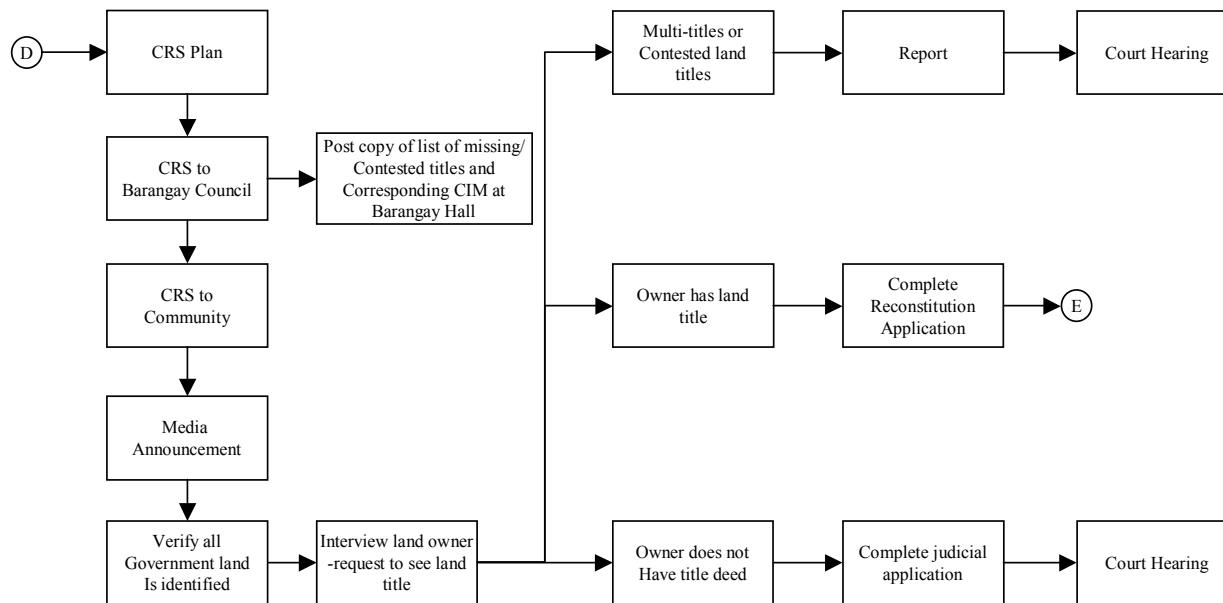 D
CRS Plan
CRS to
Barangay Council
Post copy of list of missing/
Contested titles and
Corresponding CIM at
Barangay Hall
CRS to
Community
Media
Announcement
Verify all
Government land
Is identified
Interview land owner
-request to see land
title
Multi-titles or
Contested land
titles
Report
Court Hearing
Owner has land
title
Complete
Reconstitution
Application
E
Owner does not
Have title deed
Complete judicial
application
Court Hearing